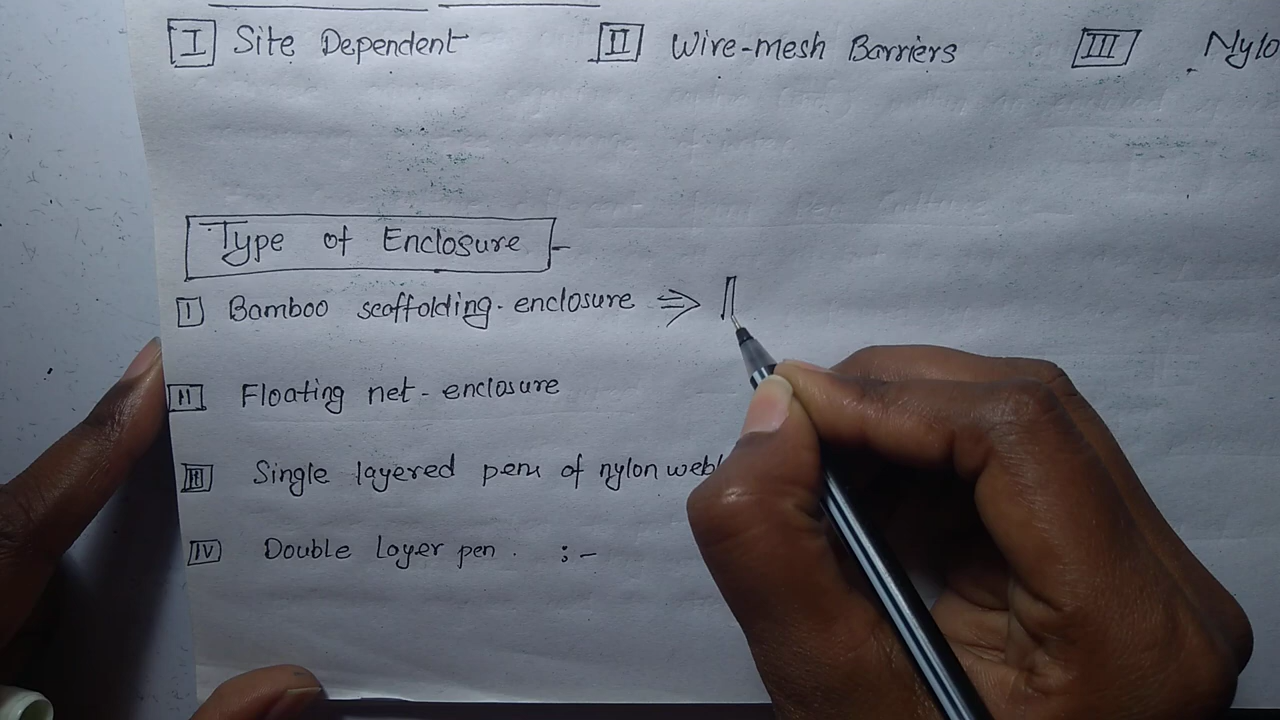 I Site Dependent II Wire-mesh Barriers III Nylo
Type of Enclosure -
I Bamboo scaffolding. enclosure ⇒
II Floating net - enclosure
III Single layered pen of nylon
IV Double layer pen . :-